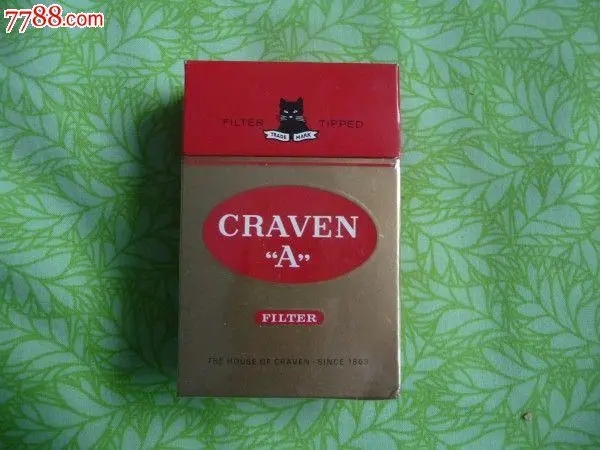 7788.com
FILTER TIPPED
TRADE MARK
CRAVEN
“A”
FILTER
THE HOUSE OF CRAVEN - SINCE 1860